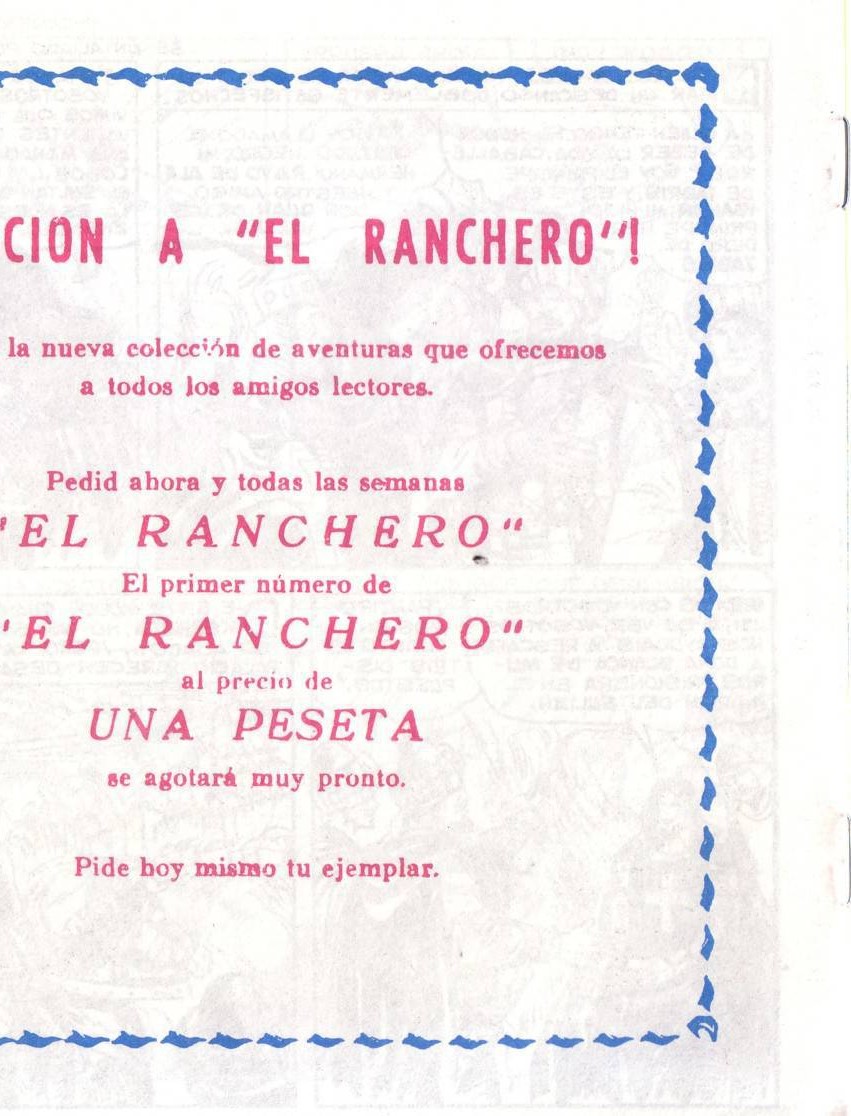 CION A "EL RANCHERO"!
la nueva colección de aventuras que ofrecemos
a todos los amigos lectores.
Pedid ahora y todas las semanas
"EL RANCHERO"
El primer número de
"EL RANCHERO"
al precio de
UNA PESETA
se agotará muy pronto.
Pide hoy mismo tu ejemplar.